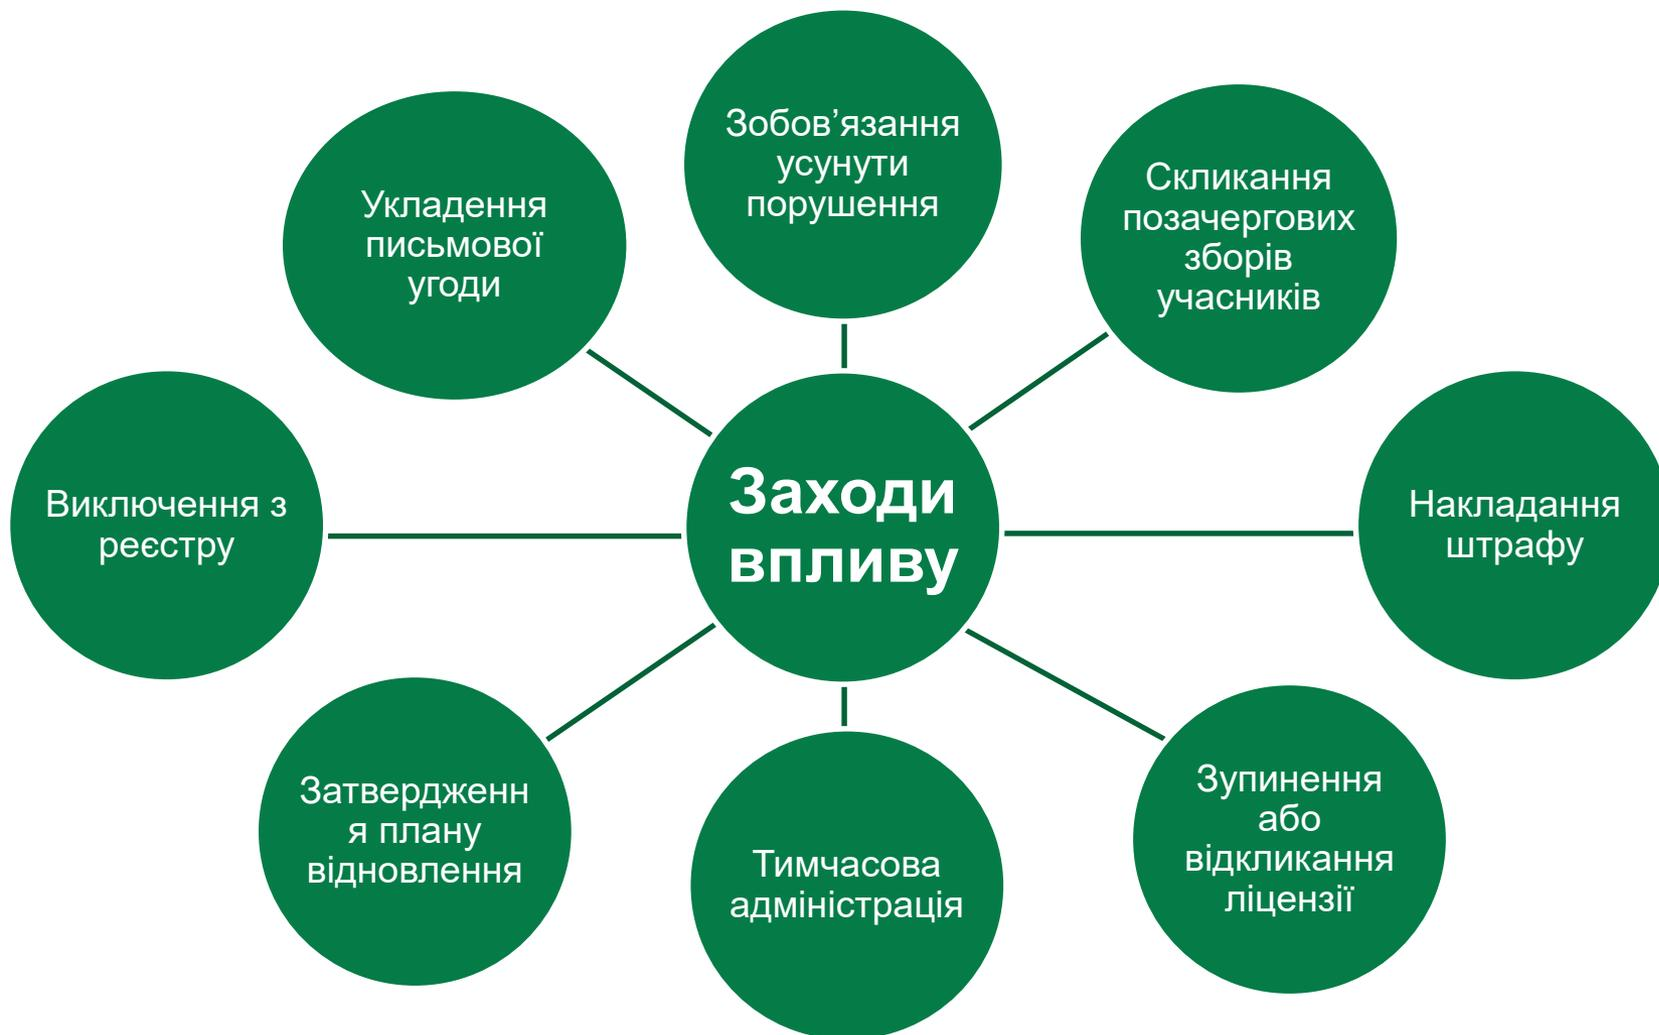 Зобов’язання
усунути
порушення
Укладення
письмової
угоди
Скликання
позачергових
зборів
учасників
Виключення з
реєстру
Заходи
впливу
Накладання
штрафу
Затвердженн
я плану
відновлення
Тимчасова
адміністрація
Зупинення
або
відкликання
ліцензії